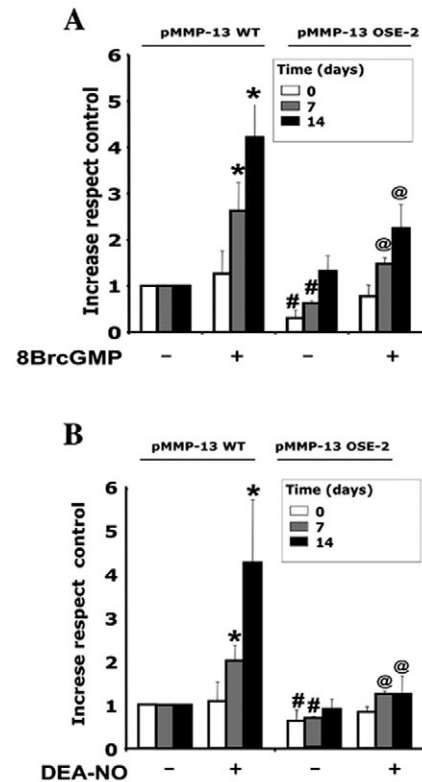 A
pMMP-13 WT pMMP-13 OSE-2
Time (days)
0
7
14
Increase respect control
6
5
4
3
2
1
0
* *
# #
@ @
8BrcGMP - + - +
B
pMMP-13 WT pMMP-13 OSE-2
Time (days)
0
7
14
Increse respect control
6
5
4
3
2
1
0
* *
# #
@ @
DEA-NO - + - +